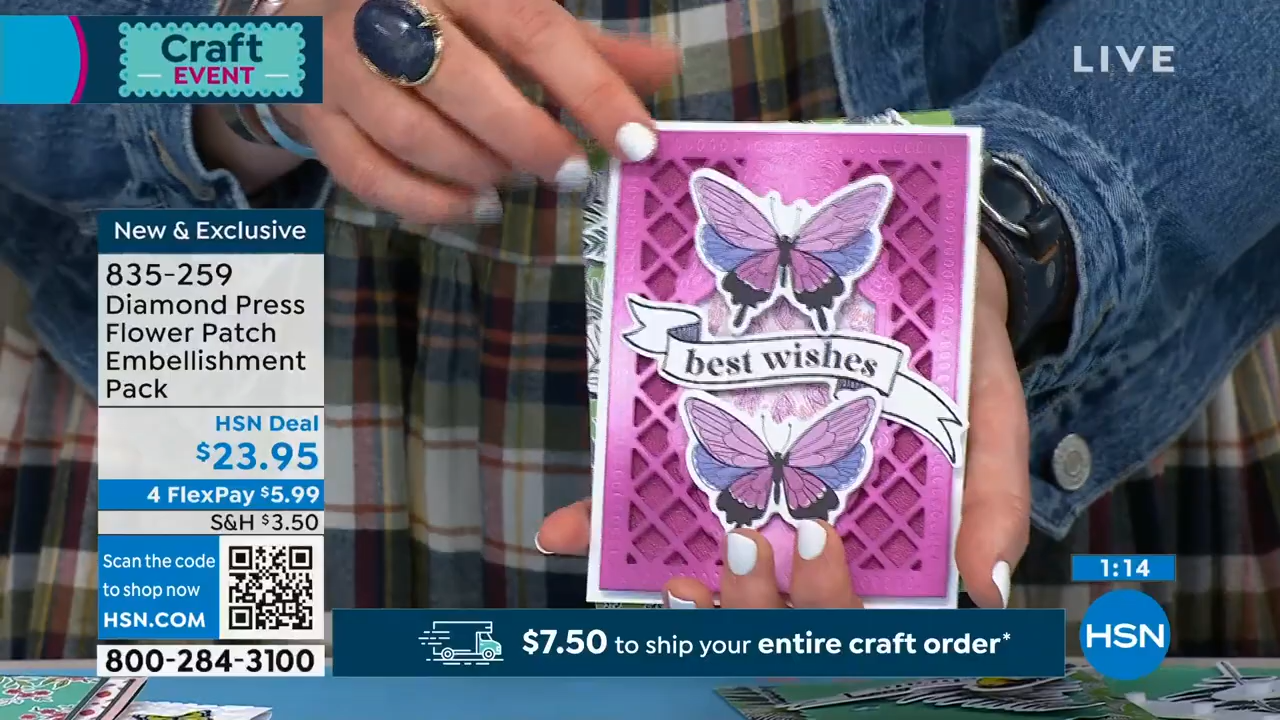 Craft
EVENT
LIVE
New & Exclusive
835-259
Diamond Press
Flower Patch
Embellishment
Pack
HSN Deal
$23.95
4 FlexPay $5.99
S&H $3.50
Scan the code
to shop now
HSN.COM
800-284-3100
best wishes
1:14
HSN
$7.50 to ship your entire craft order*